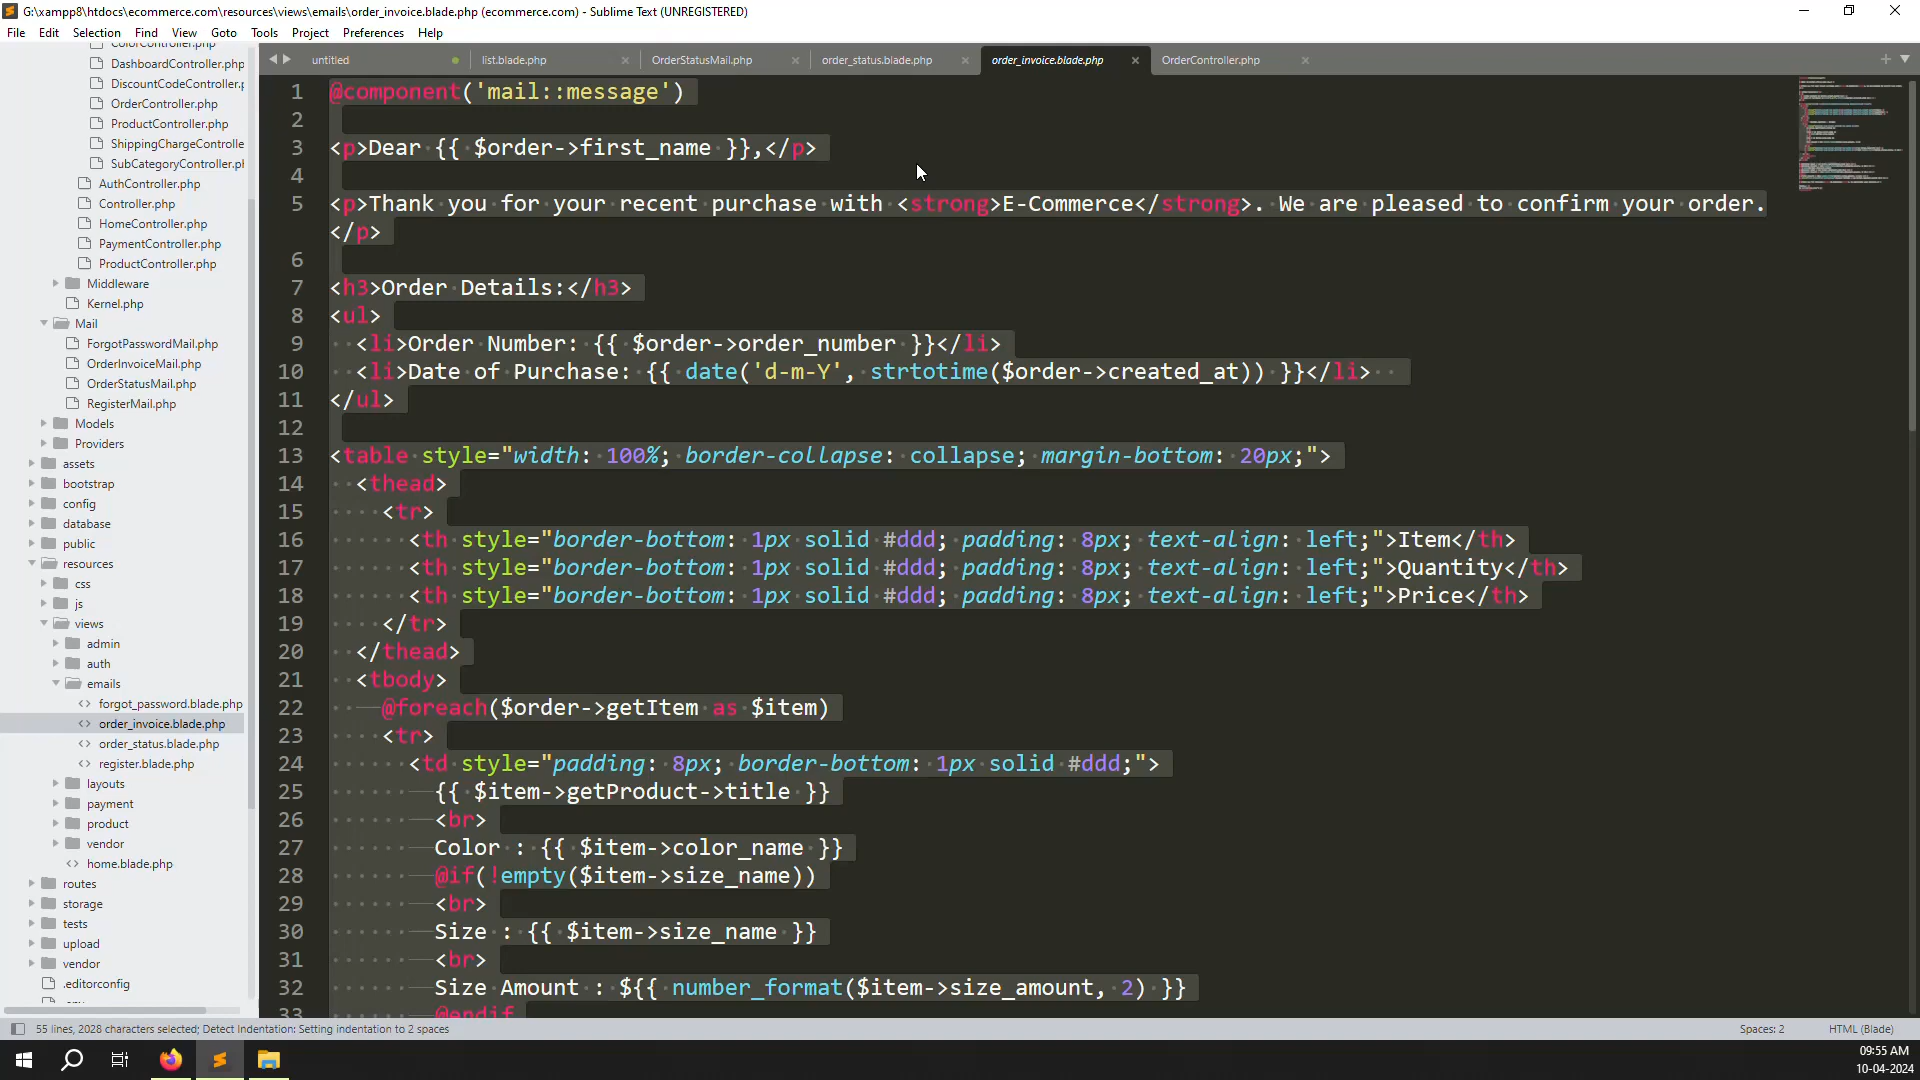 G:\xampp8\htdocs\ecommerce.com\resources\views\emails\order_invoice.blade.php (ecommerce.com) - Sublime Text (UNREGISTERED)
File Edit Selection Find View Goto Tools Project Preferences Help
ColorController.php
DashboardController.php
DiscountCodeController.p
OrderController.php
ProductController.php
ShippingChargeControlle
SubCategoryController.ph
AuthController.php
Controller.php
HomeController.php
PaymentController.php
ProductController.php
Middleware
Kernel.php
Mail
ForgotPasswordMail.php
OrderInvoiceMail.php
OrderStatusMail.php
RegisterMail.php
Models
Providers
assets
bootstrap
config
database
public
resources
css
js
views
admin
auth
emails
forgot_password.blade.php
order_invoice.blade.php
order_status.blade.php
register.blade.php
layouts
payment
product
vendor
home.blade.php
routes
storage
tests
upload
vendor
.editorconfig
.env
untitled list.blade.php OrderStatusMail.php order_status.blade.php order_invoice.blade.php OrderController.php
1 @component('mail::message')
2
3 <p>Dear {{ $order->first_name }},</p>
4
5 <p>Thank you for your recent purchase with <strong>E-Commerce</strong>. We are pleased to confirm your order.
</p>
6
7 <h3>Order Details:</h3>
8 <ul>
9 <li>Order Number: {{ $order->order_number }}</li>
10 <li>Date of Purchase: {{ date('d-m-Y', strtotime($order->created_at)) }}</li>
11 </ul>
12
13 <table style="width: 100%; border-collapse: collapse; margin-bottom: 20px;">
14 <thead>
15 <tr>
16 <th style="border-bottom: 1px solid #ddd; padding: 8px; text-align: left;">Item</th>
17 <th style="border-bottom: 1px solid #ddd; padding: 8px; text-align: left;">Quantity</th>
18 <th style="border-bottom: 1px solid #ddd; padding: 8px; text-align: left;">Price</th>
19 </tr>
20 </thead>
21 <tbody>
22 @foreach($order->getItem as $item)
23 <tr>
24 <td style="padding: 8px; border-bottom: 1px solid #ddd;">
25 {{ $item->getProduct->title }}
26 <br>
27 Color : {{ $item->color_name }}
28 @if(!empty($item->size_name))
29 <br>
30 Size : {{ $item->size_name }}
31 <br>
32 Size Amount : ${{ number_format($item->size_amount, 2) }}
33 @endif
55 lines, 2028 characters selected; Detect Indentation: Setting indentation to 2 spaces
Spaces: 2 HTML (Blade)
09:55 AM
10-04-2024